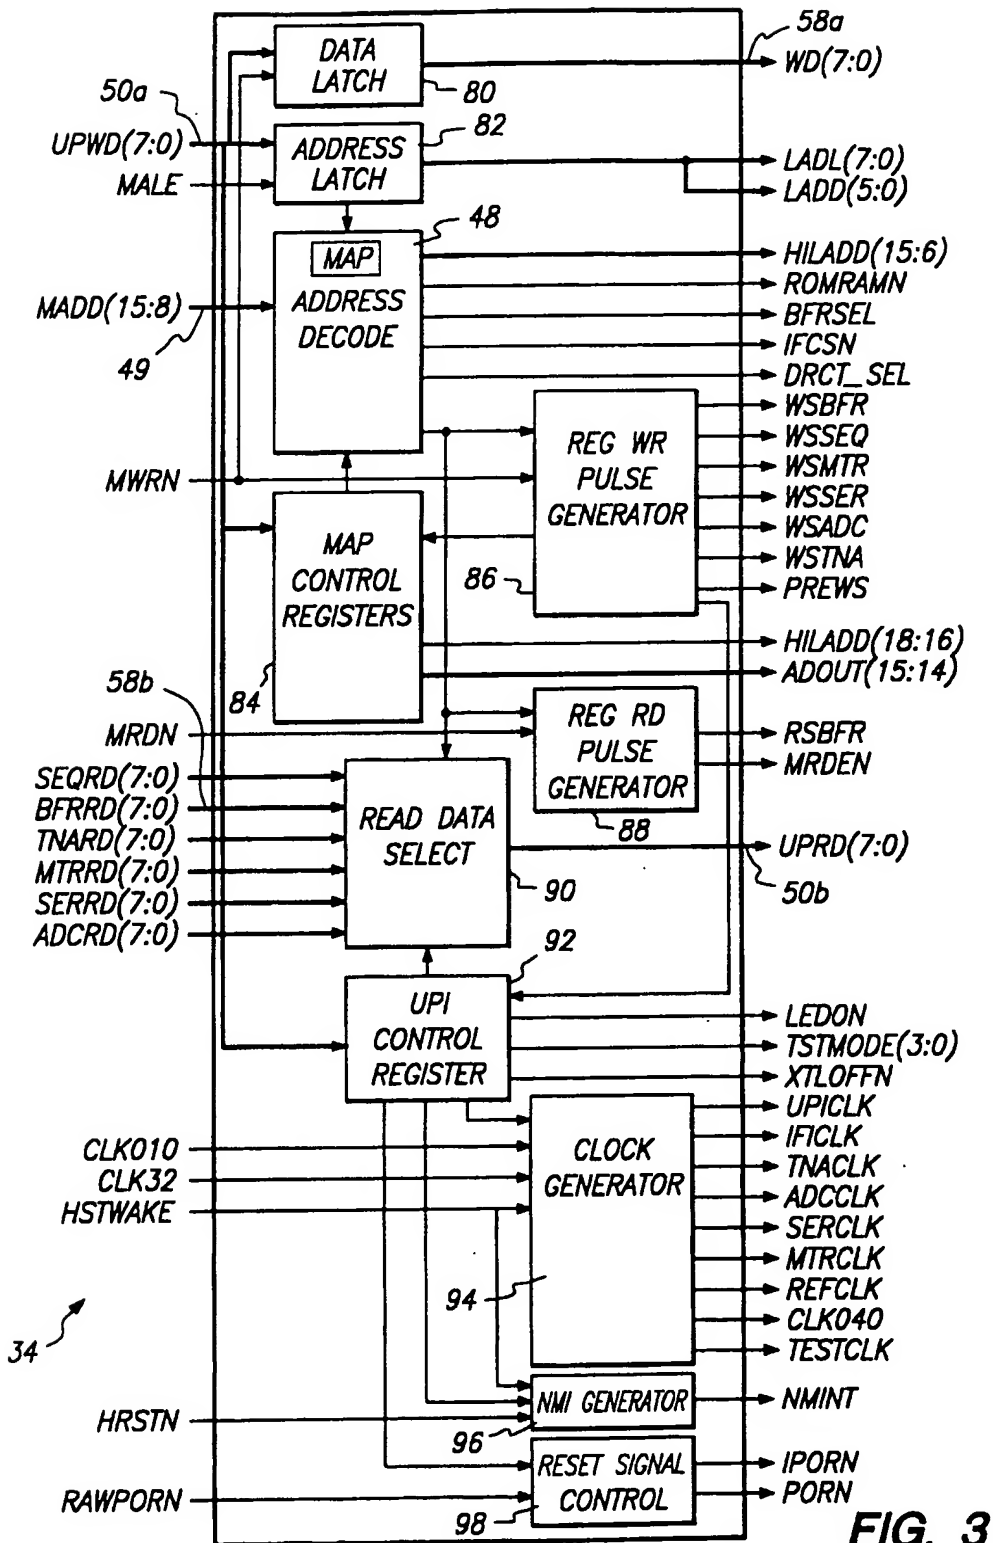 58a
DATA
LATCH
80
WD(7:0)
50a
UPWD(7:0)
82
ADDRESS
LATCH
MALE
LADL(7:0)
LADD(5:0)
48
MAP
ADDRESS
DECODE
MADD(15:8)
49
HILADD(15:6)
ROMRAMN
BFRSEL
IFCSN
DRCT_SEL
REG WR
PULSE
GENERATOR
86
WSBFR
WSSEQ
WSMTR
WSSER
WSADC
WSTNA
PREWS
MWRN
MAP
CONTROL
REGISTERS
84
HILADD(18:16)
ADOUT(15:14)
58b
MRDN
REG RD
PULSE
GENERATOR
88
RSBFR
MRDEN
SEQRD(7:0)
BFRRD(7:0)
TNARD(7:0)
MTRRD(7:0)
SERRD(7:0)
ADCRD(7:0)
READ DATA
SELECT
90
UPRD(7:0)
50b
92
UPI
CONTROL
REGISTER
LEDON
TSTMODE(3:0)
XTLOFFN
CLK010
CLK32
HSTWAKE
CLOCK
GENERATOR
94
UPICLK
IFICLK
TNACLK
ADCCLK
SERCLK
MTRCLK
REFCLK
CLK040
TESTCLK
34
HRSTN
NMI GENERATOR
96
NMINT
RAWPORN
RESET SIGNAL
CONTROL
98
IPORN
PORN
FIG. 3